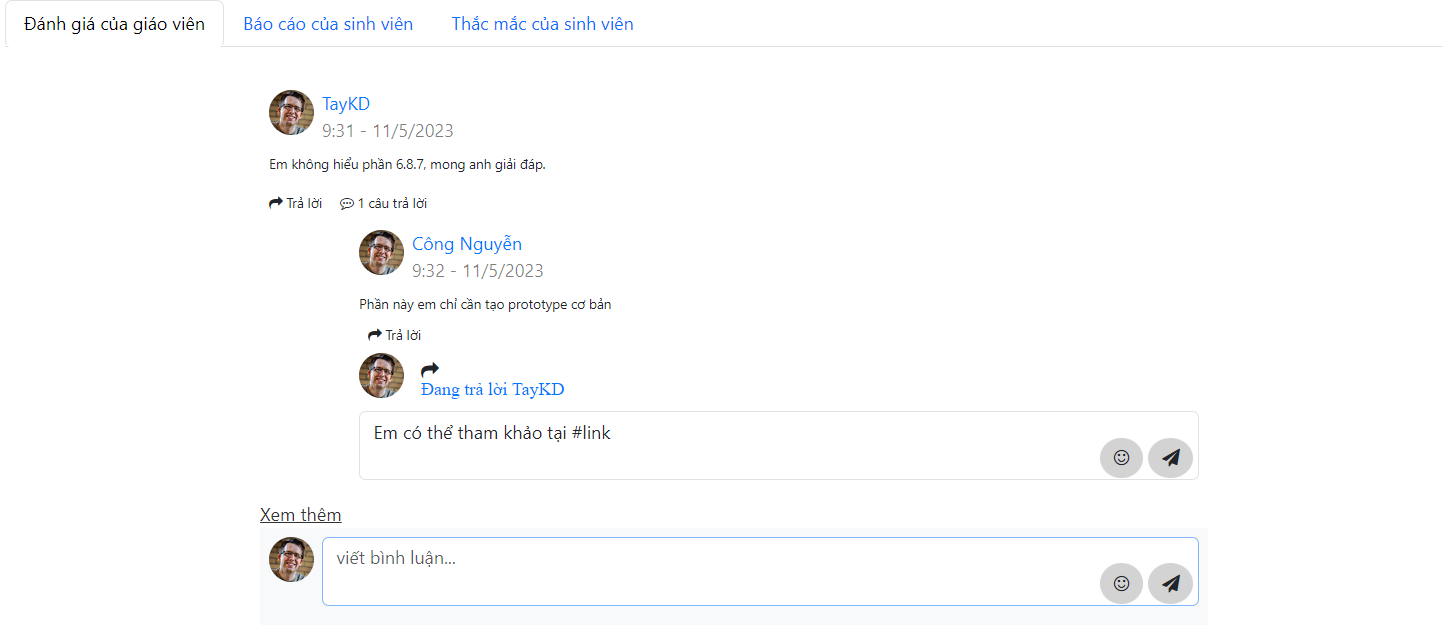 Đánh giá của giáo viên Báo cáo của sinh viên Thắc mắc của sinh viên
TayKD
9:31 - 11/5/2023
Em không hiểu phần 6.8.7, mong anh giải đáp.
Trả lời 1 câu trả lời
Công Nguyễn
9:32 - 11/5/2023
Phần này em chỉ cần tạo prototype cơ bản
Trả lời
Đang trả lời TayKD
Em có thể tham khảo tại #link
Xem thêm
viết bình luận...